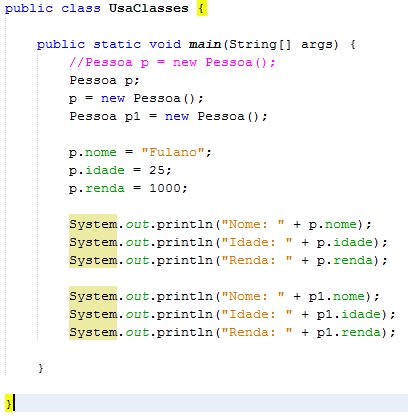 public class UsaClasses {
public static void main(String[] args) {
//Pessoa p = new Pessoa();
Pessoa p;
p = new Pessoa();
Pessoa p1 = new Pessoa();
p.nome = "Fulano";
p.idade = 25;
p.renda = 1000;
System.out.println("Nome: " + p.nome);
System.out.println("Idade: " + p.idade);
System.out.println("Renda: " + p.renda);
System.out.println("Nome: " + p1.nome);
System.out.println("Idade: " + p1.idade);
System.out.println("Renda: " + p1.renda);
}
}